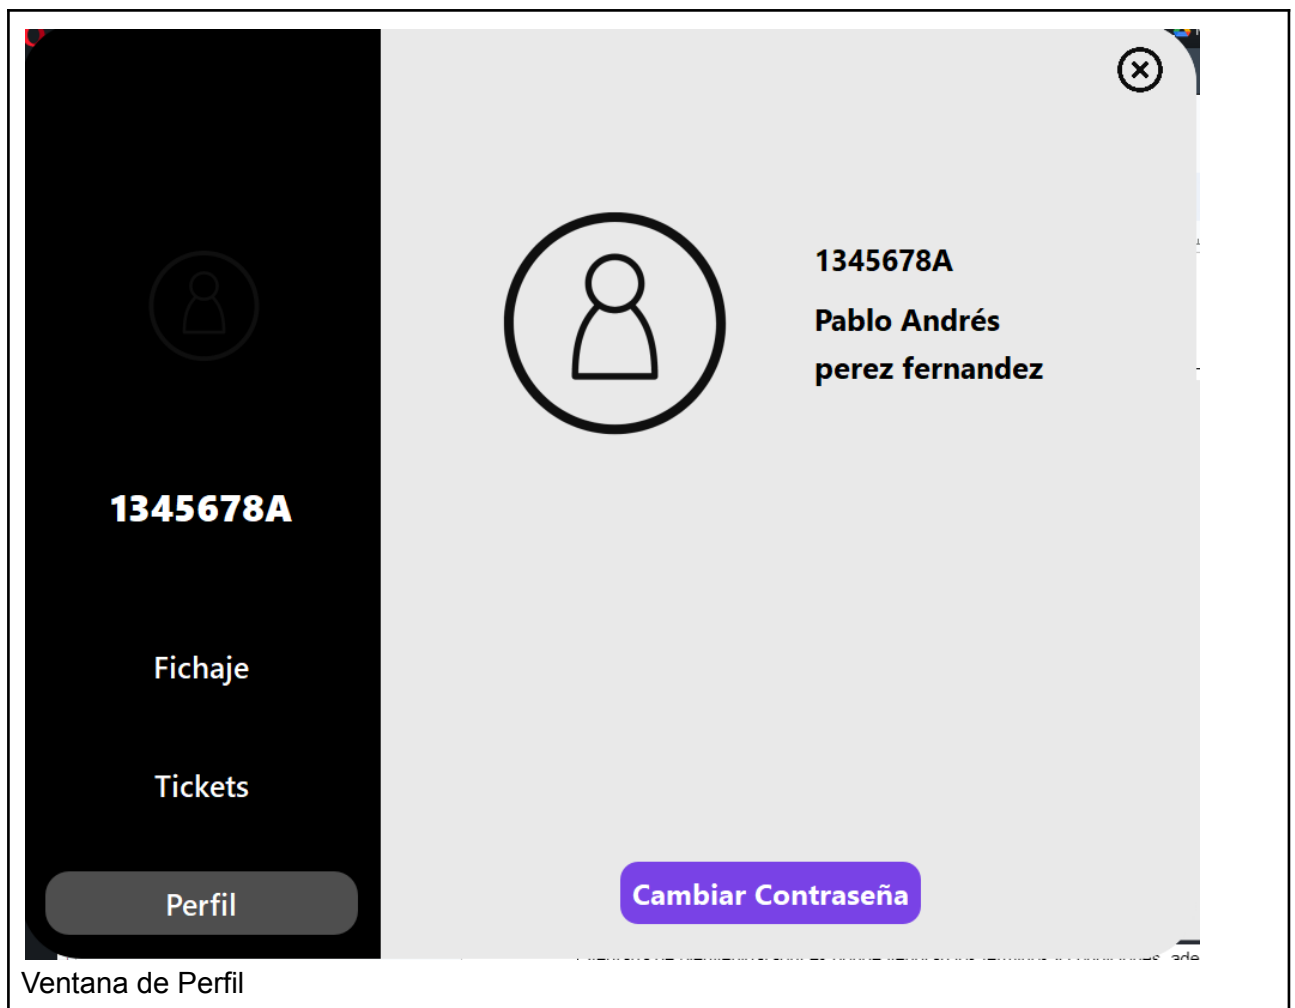 1345678A
Fichaje
Tickets
Perfil
1345678A
Pablo Andrés
perez fernandez
Cambiar Contraseña
Ventana de Perfil